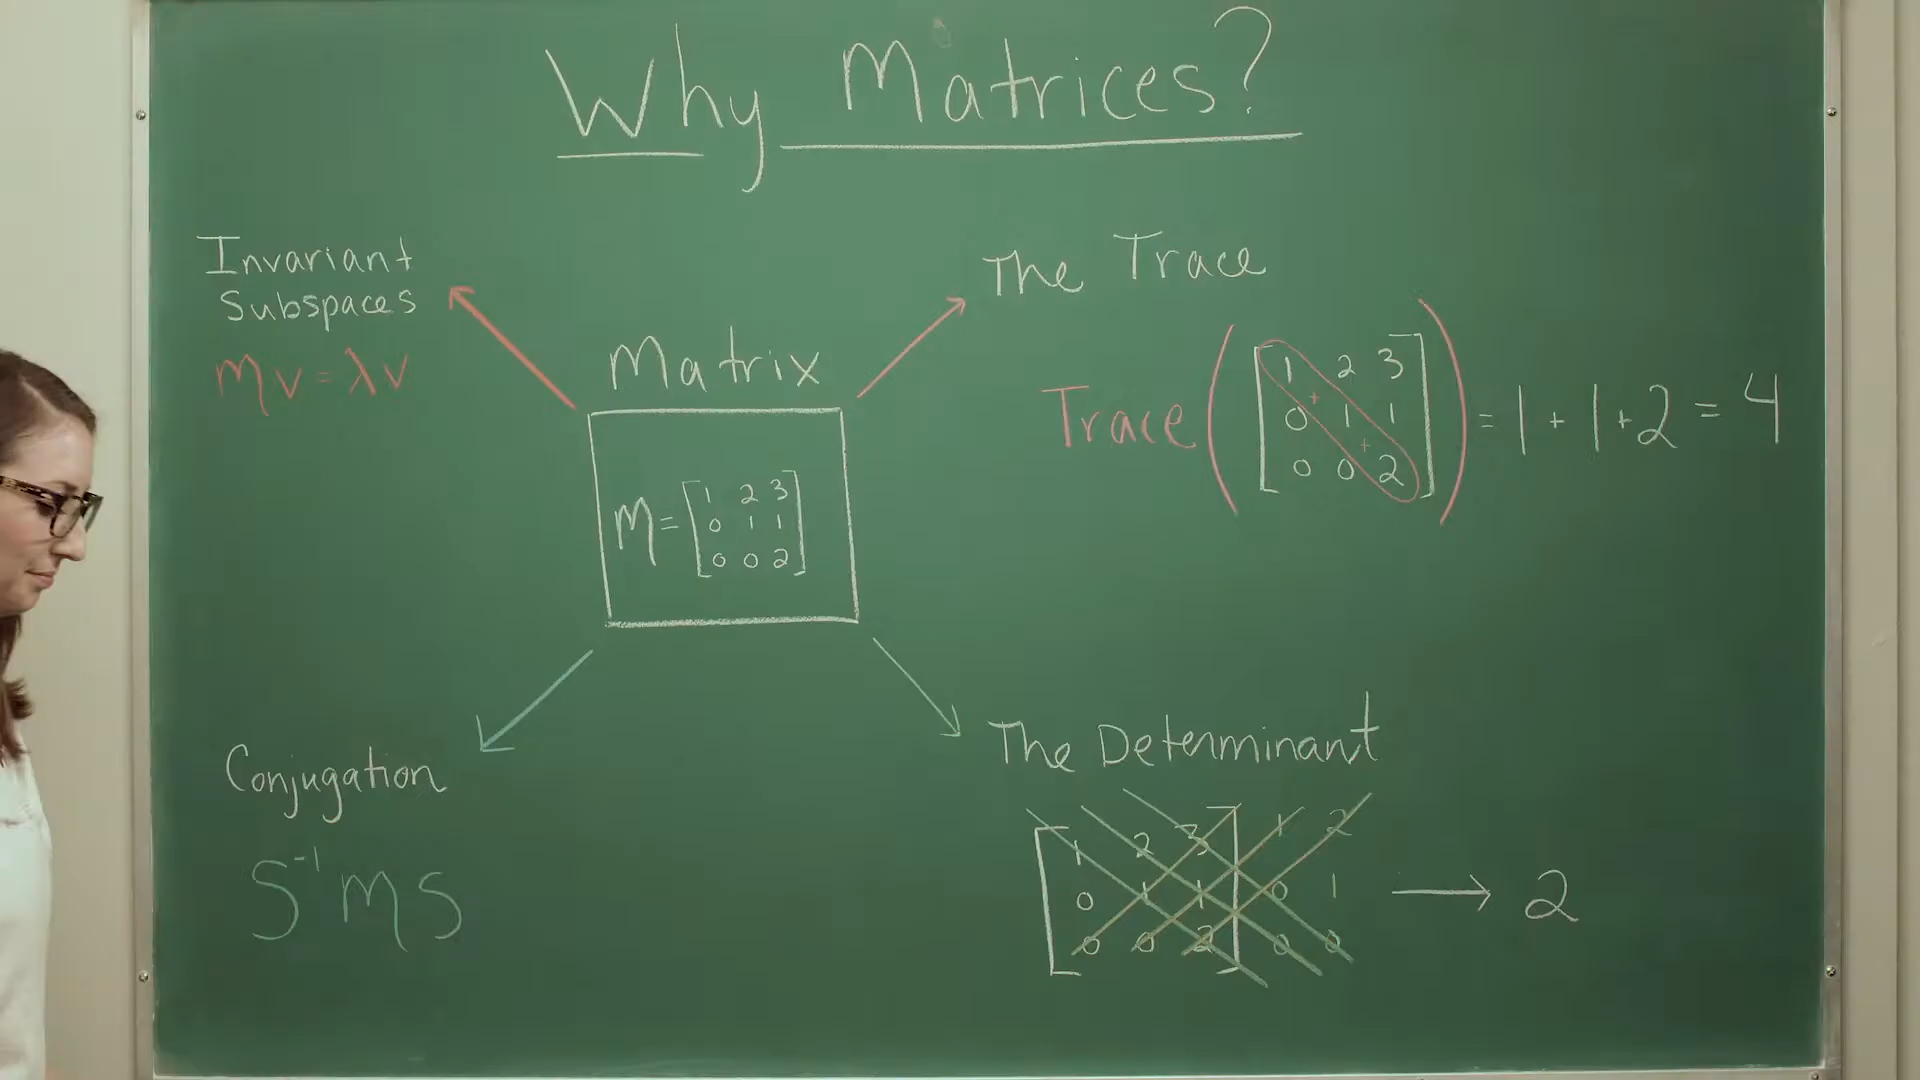 Why Matrices?
Invariant
Subspaces
Mv = λv
Matrix
M = [1 2 3
0 1 1
0 0 2]
The Trace
Trace ([1 2 3
0 1 1
0 0 2]) = 1 + 1 + 2 = 4
+
+
Conjugation
S⁻¹MS
The Determinant
[1 2 3] 1 2
[0 1 1] 0 1 → 2
[0 0 2] 0 0